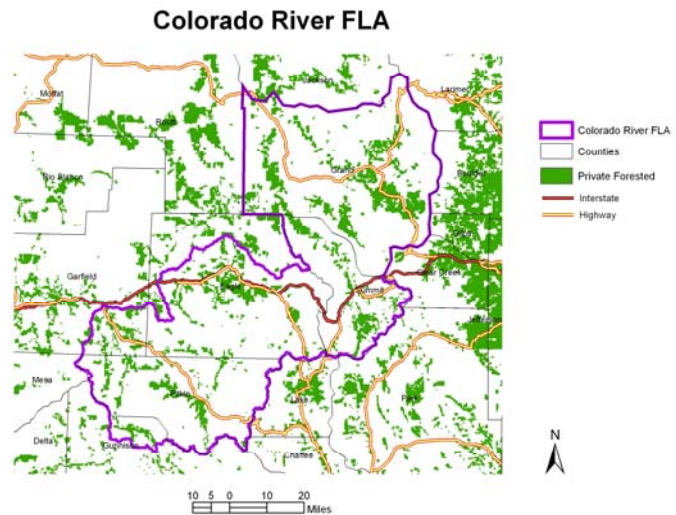 Colorado River FLA
Jackson
Moffat
Larimer
Routt
Grand
Rio Blanco
Boulder
Garfield
Eagle
Clear Creek
Summit
Jefferson
Mesa
Pitkin
Lake
Park
Delta
Gunnison
Chaffee
Colorado River FLA
Counties
Private Forested
Interstate
Highway
N
10 5 0 10 20
Miles